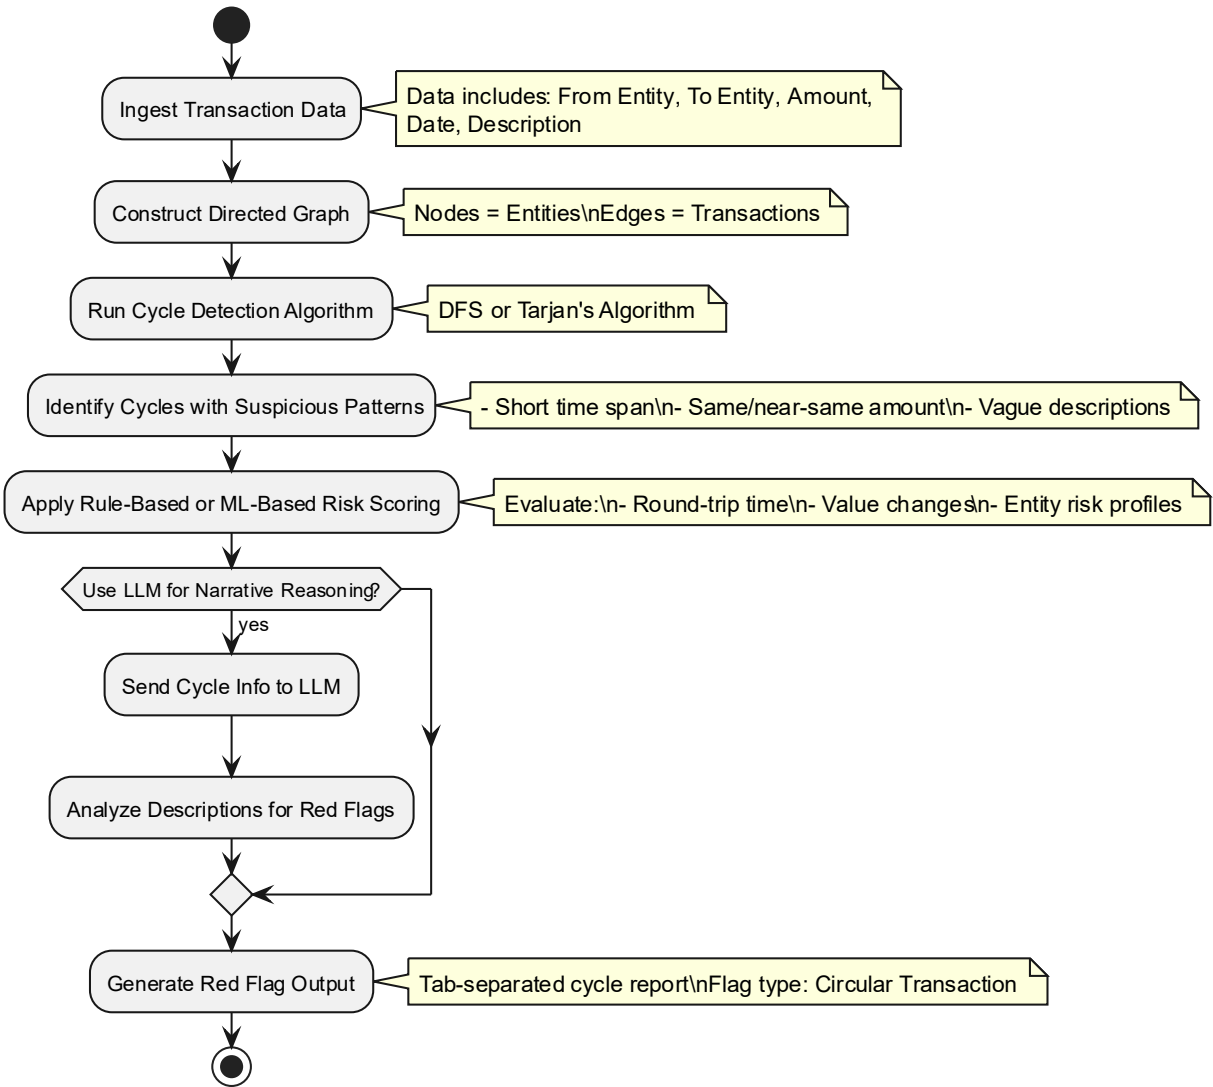 Ingest Transaction Data
Data includes: From Entity, To Entity, Amount,
Date, Description
Construct Directed Graph
Nodes = Entities\nEdges = Transactions
Run Cycle Detection Algorithm
DFS or Tarjan's Algorithm
Identify Cycles with Suspicious Patterns
- Short time span\n- Same/near-same amount\n- Vague descriptions
Apply Rule-Based or ML-Based Risk Scoring
Evaluate:\n- Round-trip time\n- Value changes\n- Entity risk profiles
Use LLM for Narrative Reasoning?
yes
Send Cycle Info to LLM
Analyze Descriptions for Red Flags
Generate Red Flag Output
Tab-separated cycle report\nFlag type: Circular Transaction